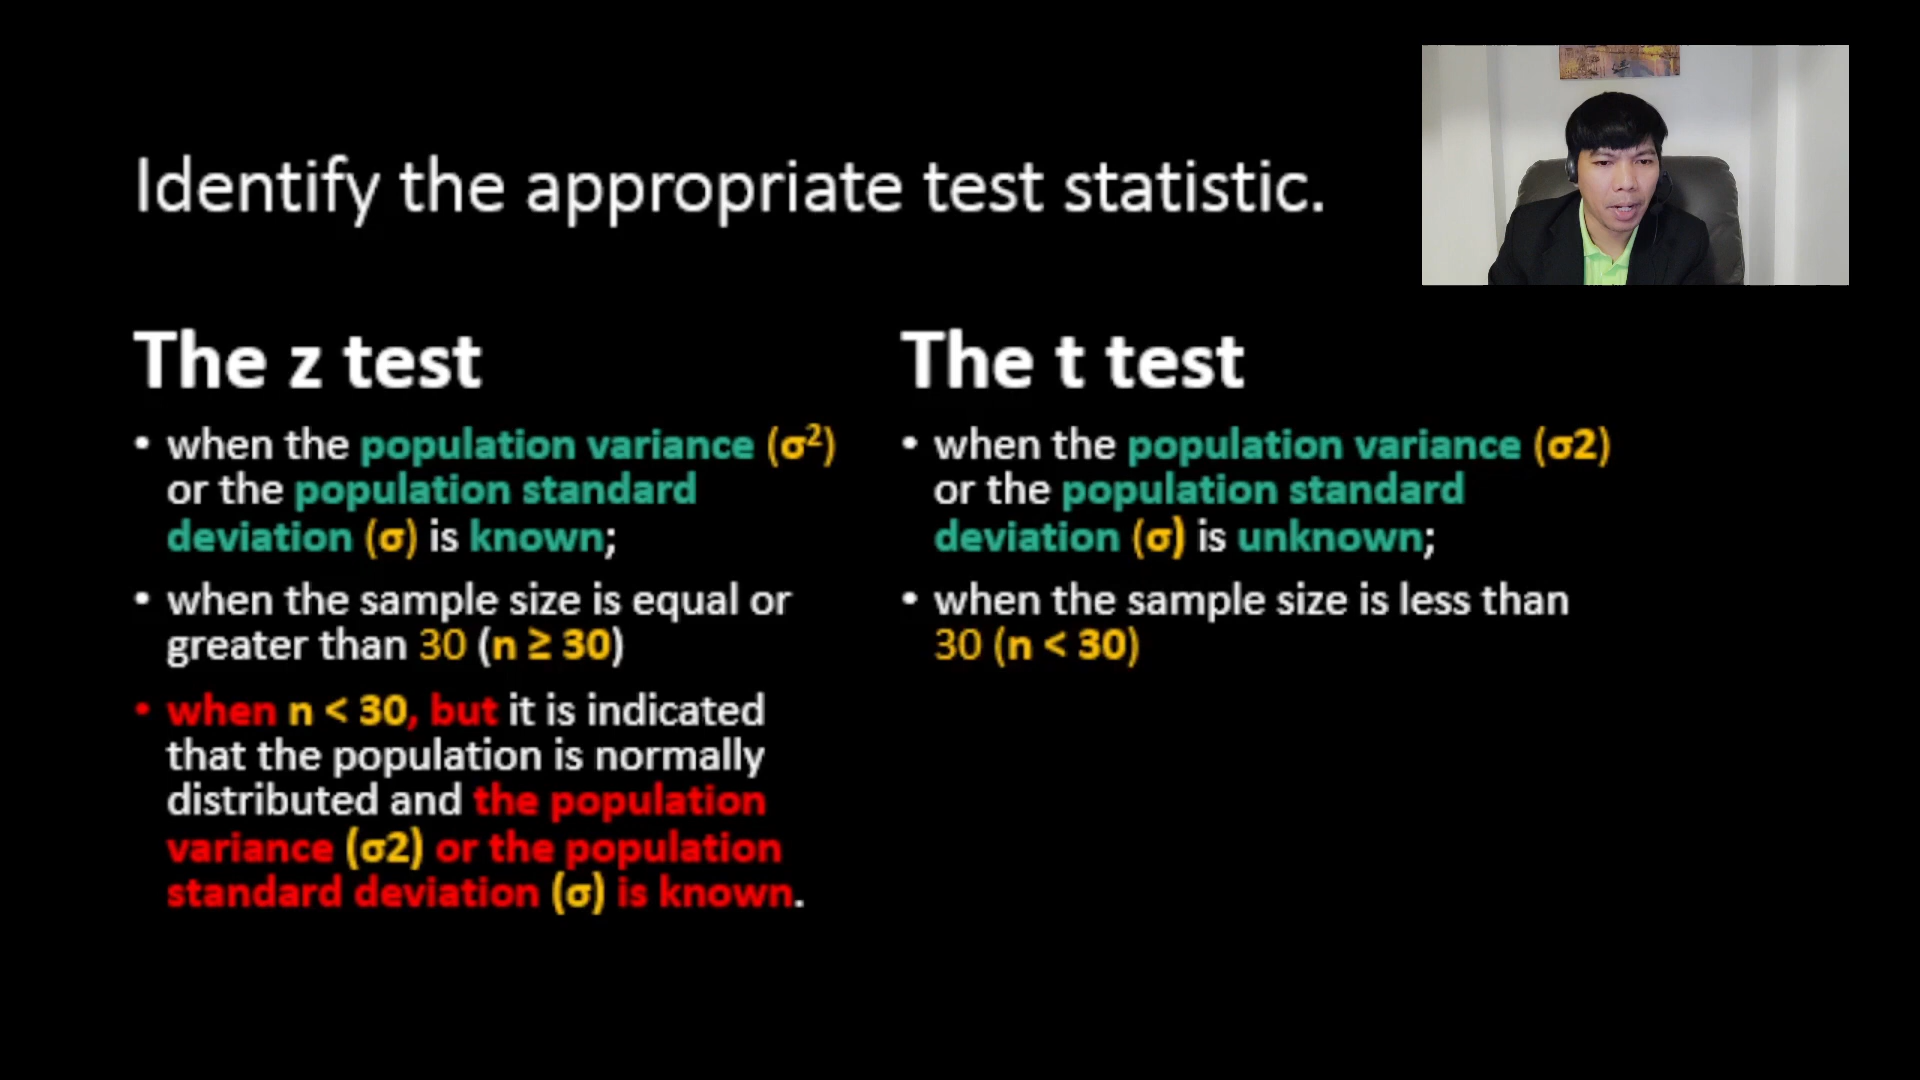 Identify the appropriate test statistic.
The z test
• when the population variance (σ²)
or the population standard
deviation (σ) is known;
• when the sample size is equal or
greater than 30 (n ≥ 30)
• when n < 30, but it is indicated
that the population is normally
distributed and the population
variance (σ2) or the population
standard deviation (σ) is known.
The t test
• when the population variance (σ2)
or the population standard
deviation (σ) is unknown;
• when the sample size is less than
30 (n < 30)